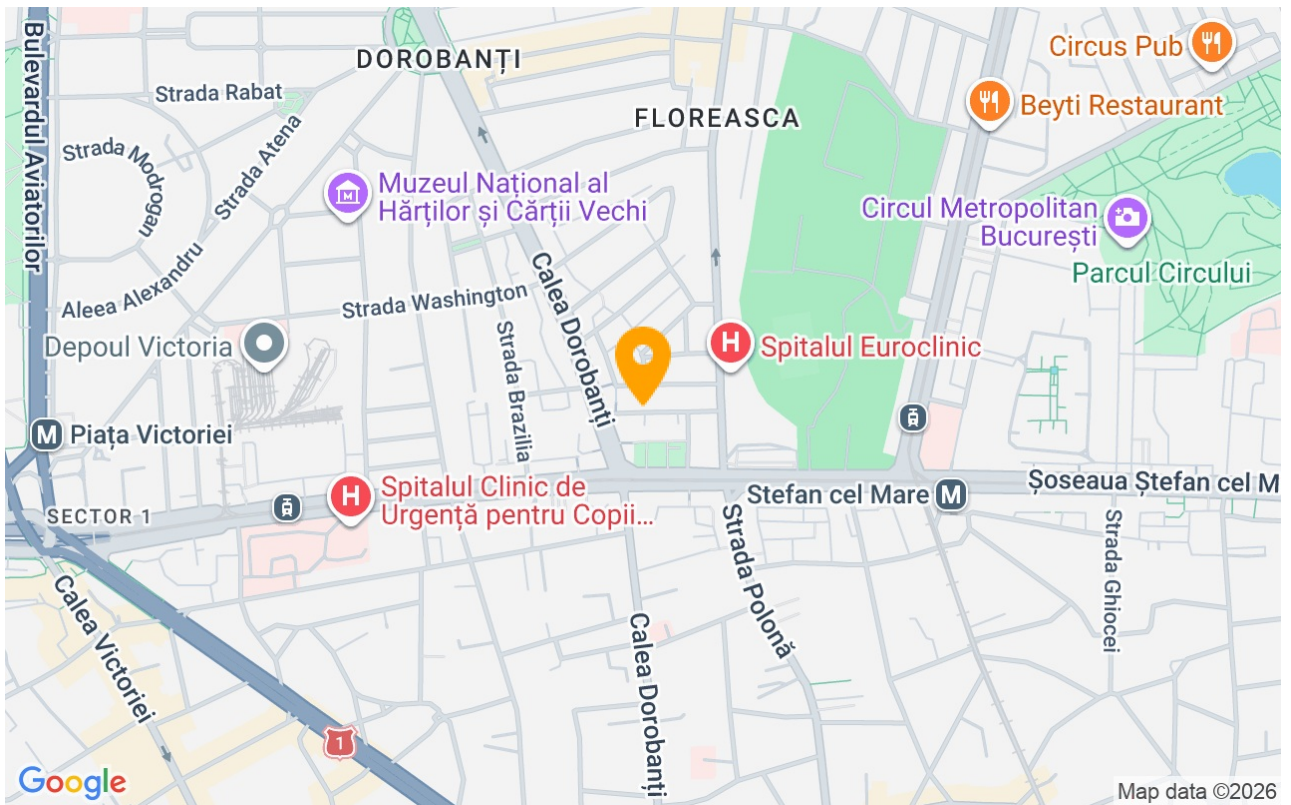 Bulevardul Aviatorilor
DOROBANȚI
Strada Rabat
Strada Modrogan
Strada Atena
Aleea Alexandru
Muzeul Național al
Hărților și Cărții Vechi
FLOREASCA
Circus Pub
Beyti Restaurant
Circul Metropolitan
București
Parcul Circului
Strada Washington
Calea Dorobanți
Strada Brazilia
Depoul Victoria
H
Spitalul Euroclinic
M
Piața Victoriei
SECTOR 1
H
Spitalul Clinic de
Urgență pentru Copii...
Ștefan cel Mare
M
Șoseaua Ștefan cel M
Strada Polonă
Strada Ghiocei
Calea Victoriei
Calea Dorobanți
1
Google
Map data ©2026